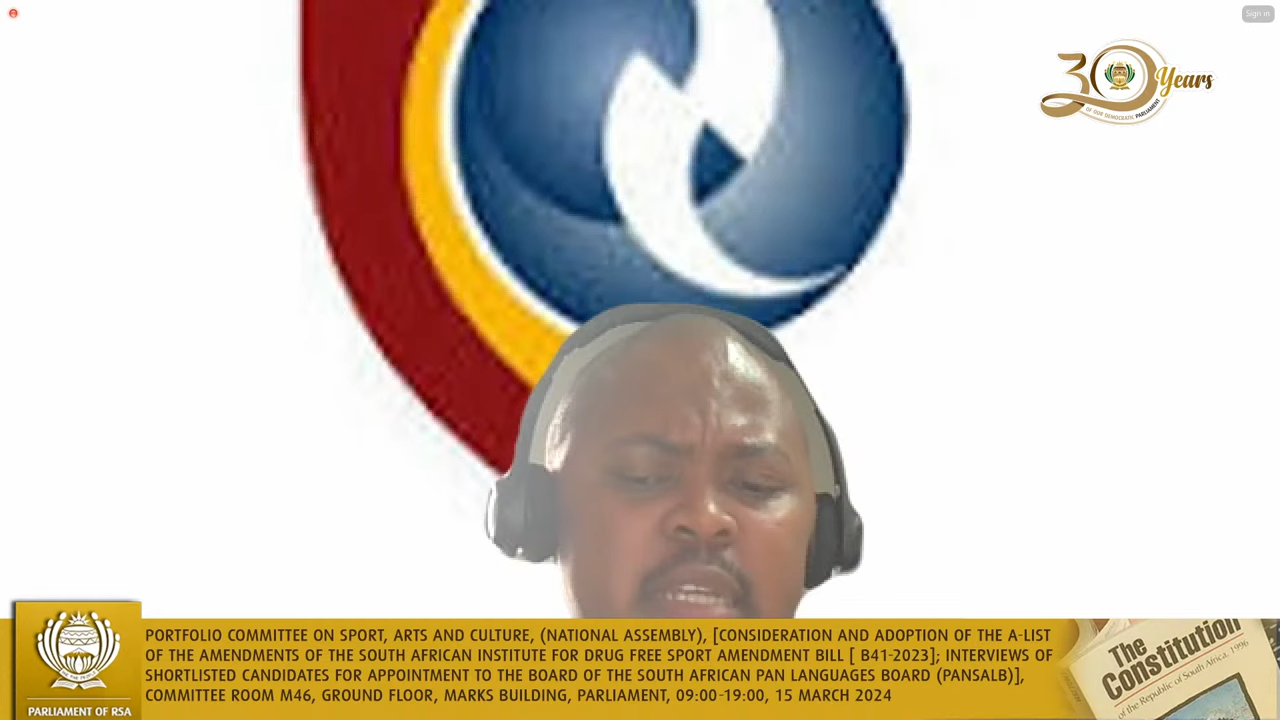 Sign in
30 Years
OF OUR DEMOCRATIC PARLIAMENT
PORTFOLIO COMMITTEE ON SPORT, ARTS AND CULTURE, (NATIONAL ASSEMBLY), [CONSIDERATION AND ADOPTION OF THE A-LIST
OF THE AMENDMENTS OF THE SOUTH AFRICAN INSTITUTE FOR DRUG FREE SPORT AMENDMENT BILL [ B41-2023]; INTERVIEWS OF
SHORTLISTED CANDIDATES FOR APPOINTMENT TO THE BOARD OF THE SOUTH AFRICAN PAN LANGUAGES BOARD (PANSALB)],
COMMITTEE ROOM M46, GROUND FLOOR, MARKS BUILDING, PARLIAMENT, 09:00-19:00, 15 MARCH 2024
PARLIAMENT OF RSA
The
Constitution
of the Republic of South Africa, 1996